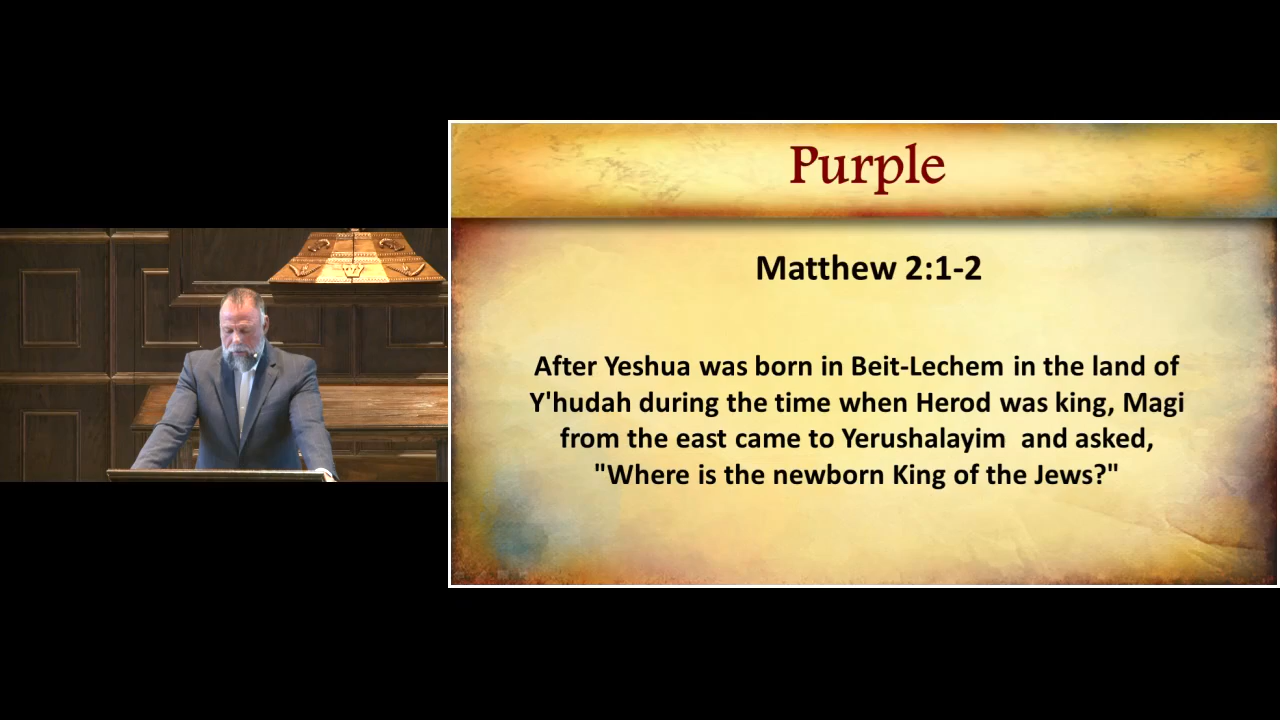 Purple
Matthew 2:1-2
After Yeshua was born in Beit-Lechem in the land of
Y'hudah during the time when Herod was king, Magi
from the east came to Yerushalayim  and asked,
"Where is the newborn King of the Jews?"